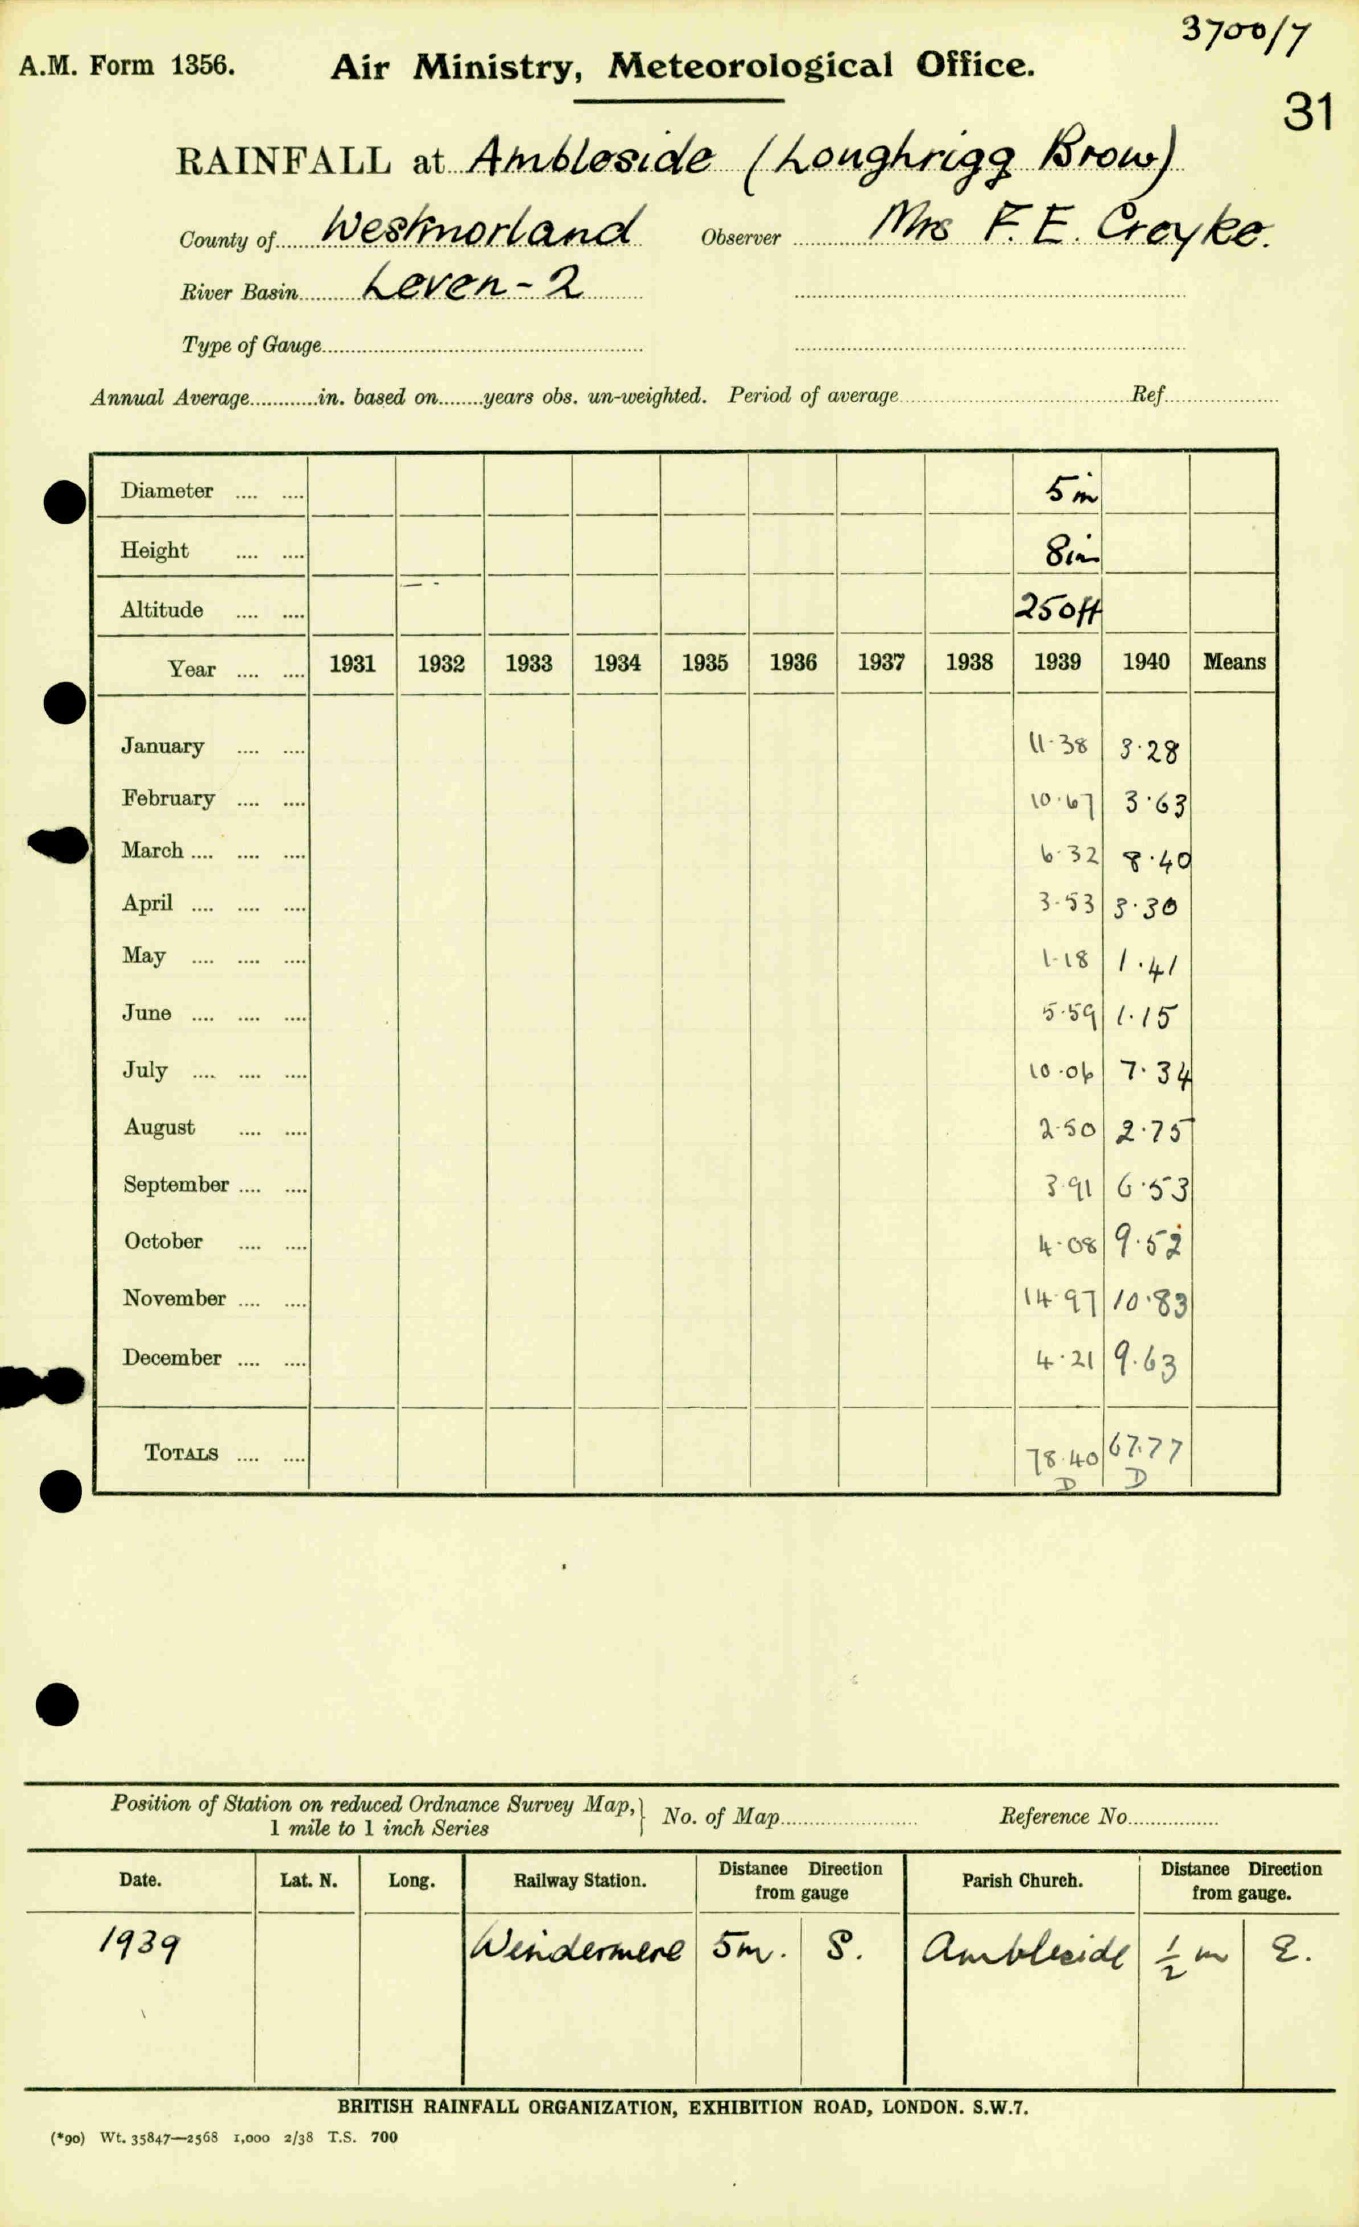 3700/7
A.M. Form 1356. Air Ministry, Meteorological Office.
31
RAINFALL at Ambleside (Loughrigg Brow)
County of Westmorland Observer Mrs F. E. Creyke.
River Basin Leven-2
Type of Gauge
Annual Average in. based on years obs. un-weighted. Period of average Ref.
Diameter 5 in
Height 8in
Altitude 250ft
Year 1931 1932 1933 1934 1935 1936 1937 1938 1939 1940 Means
January 11.38 3.28
February 10.67 3.63
March 6.32 8.40
April 3.53 3.30
May 1.18 1.41
June 5.59 1.15
July 10.06 7.34
August 2.50 2.75
September 3.91 6.53
October 4.08 9.52
November 14.97 10.83
December 4.21 9.63
TOTALS 78.40 67.77
D D
Position of Station on reduced Ordnance Survey Map, 1 mile to 1 inch Series } No. of Map Reference No.
Date. Lat. N. Long. Railway Station. Distance Direction from gauge Parish Church. Distance Direction from gauge.
1939 Windermere 5m. S. Ambleside ½ m E.
BRITISH RAINFALL ORGANIZATION, EXHIBITION ROAD, LONDON. S.W.7.
(*90) Wt. 35847—2568 1,000 2/38 T.S. 700